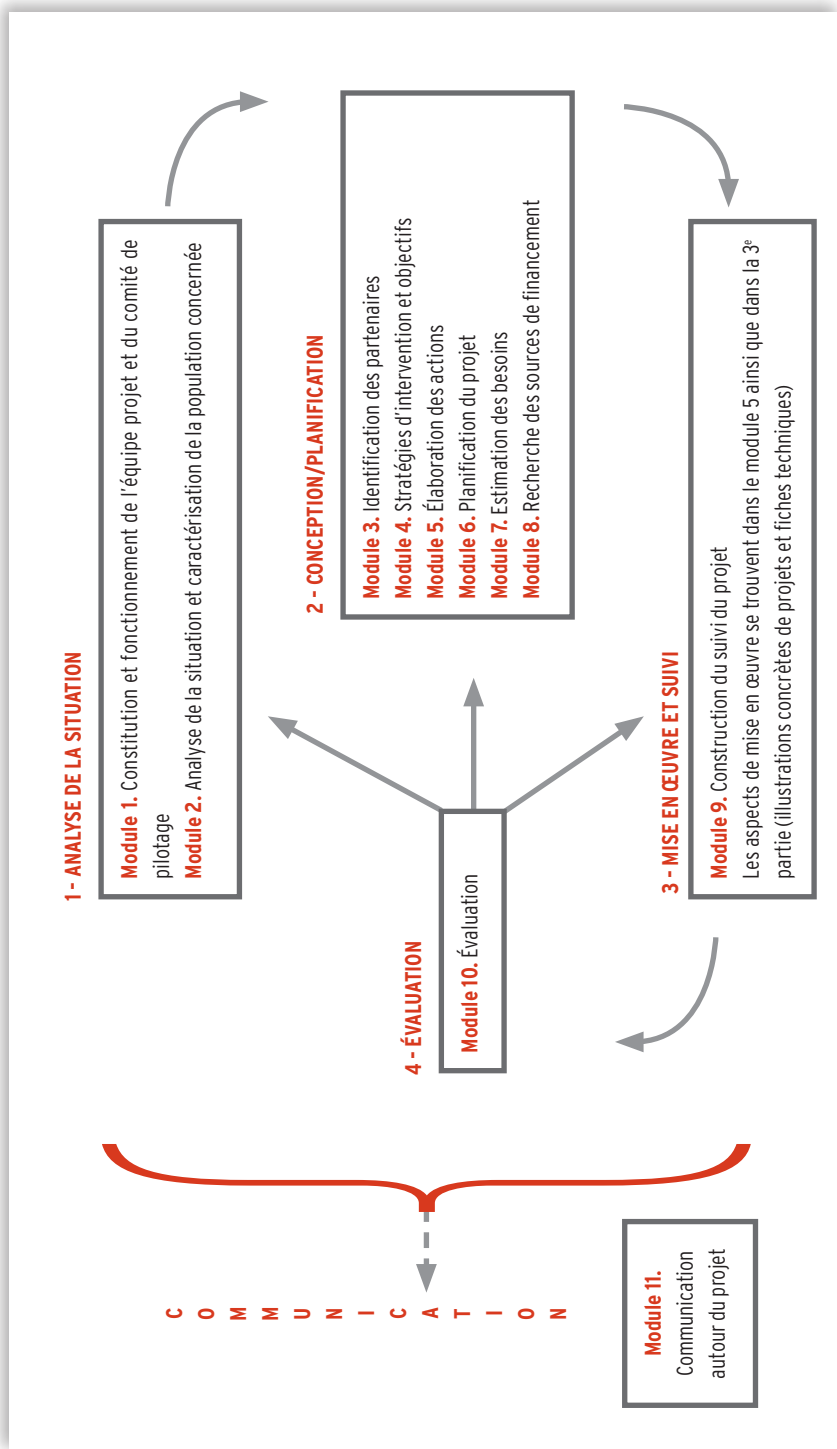 1 - ANALYSE DE LA SITUATION
Module 1. Constitution et fonctionnement de l'équipe projet et du comité de
pilotage
Module 2. Analyse de la situation et caractérisation de la population concernée
2 - CONCEPTION/PLANIFICATION
Module 3. Identification des partenaires
Module 4. Stratégies d'intervention et objectifs
Module 5. Élaboration des actions
Module 6. Planification du projet
Module 7. Estimation des besoins
Module 8. Recherche des sources de financement
3 - MISE EN ŒUVRE ET SUIVI
Module 9. Construction du suivi du projet
Les aspects de mise en œuvre se trouvent dans le module 5 ainsi que dans la 3e
partie (illustrations concrètes de projets et fiches techniques)
4 - ÉVALUATION
Module 10. Évaluation
COMMUNICATION
Module 11.
Communication
autour du projet